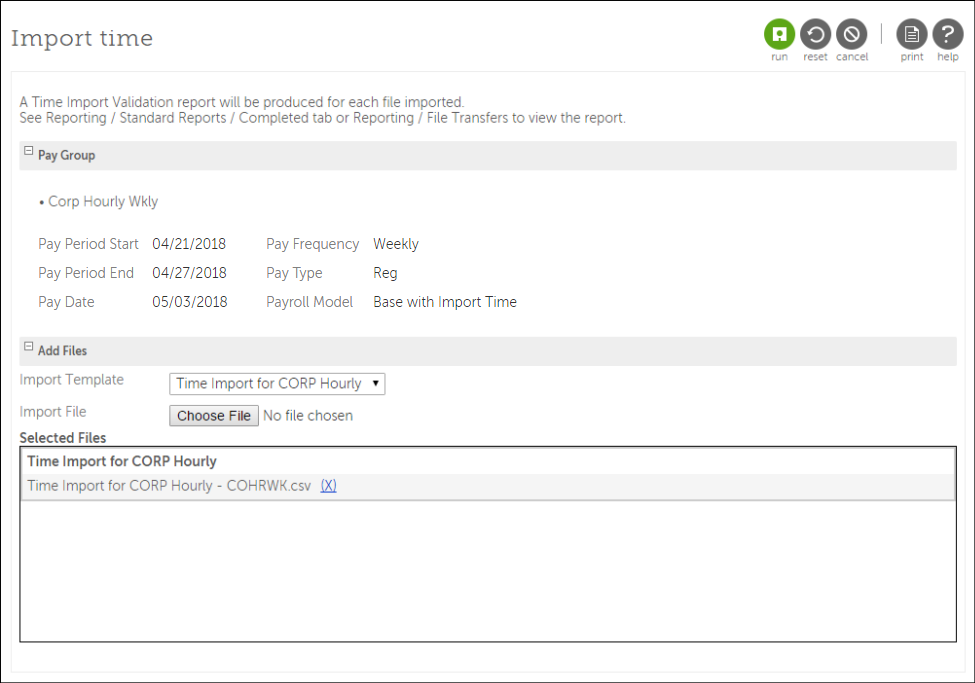 Import time
run reset cancel print help
A Time Import Validation report will be produced for each file imported.
See Reporting / Standard Reports / Completed tab or Reporting / File Transfers to view the report.
Pay Group
• Corp Hourly Wkly
Pay Period Start 04/21/2018 Pay Frequency Weekly
Pay Period End 04/27/2018 Pay Type Reg
Pay Date 05/03/2018 Payroll Model Base with Import Time
Add Files
Import Template Time Import for CORP Hourly
Import File Choose File No file chosen
Selected Files
Time Import for CORP Hourly
Time Import for CORP Hourly - COHRWK.csv (X)